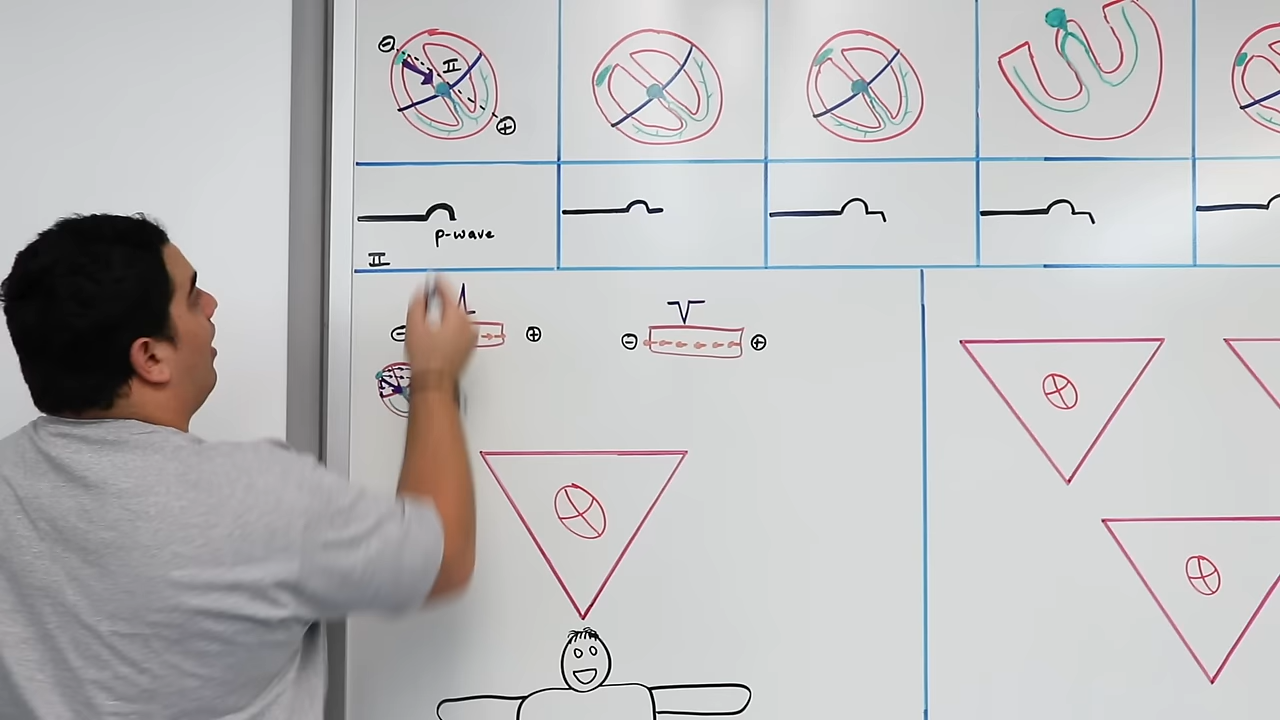 ⊖
II
⊕
p-wave
II
⊖ ⊕
⊖ ⊕